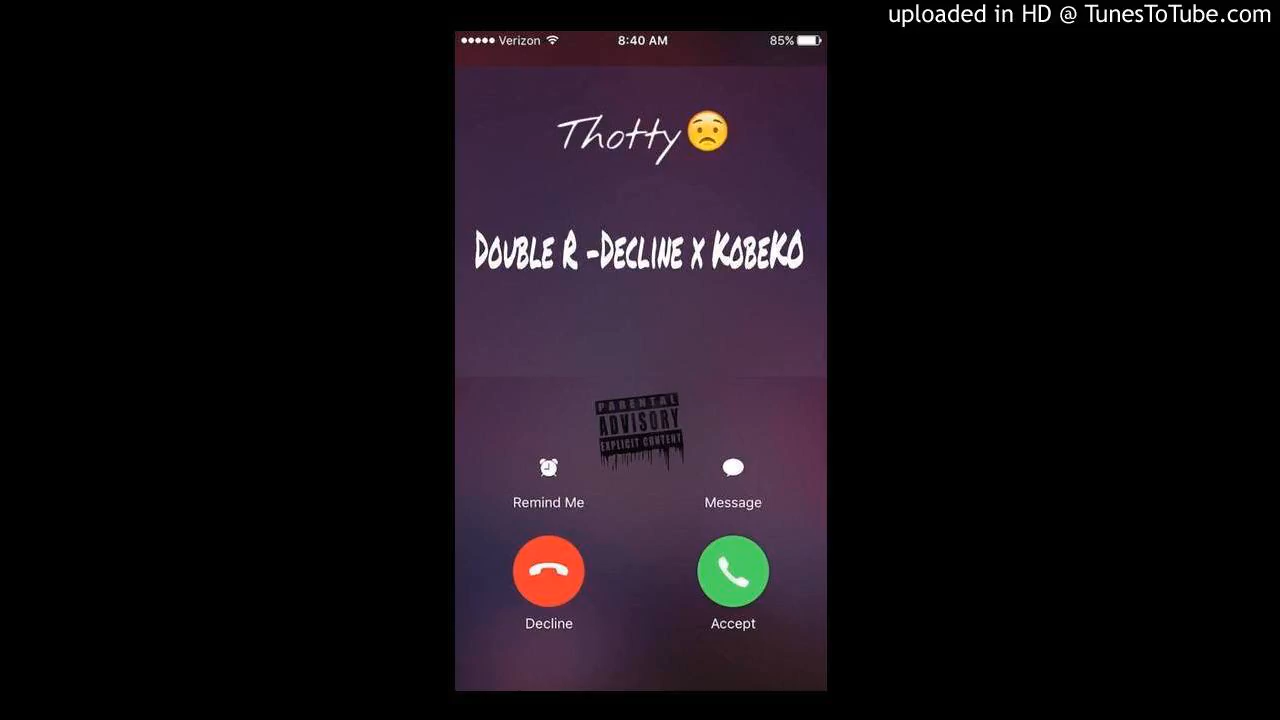 uploaded in HD @ TunesToTube.com
Verizon 8:40 AM 85%
Thotty😟
DOUBLE R -DECLINE X KOBEKO
PARENTAL
ADVISORY
EXPLICIT CONTENT
Remind Me Message
Decline Accept